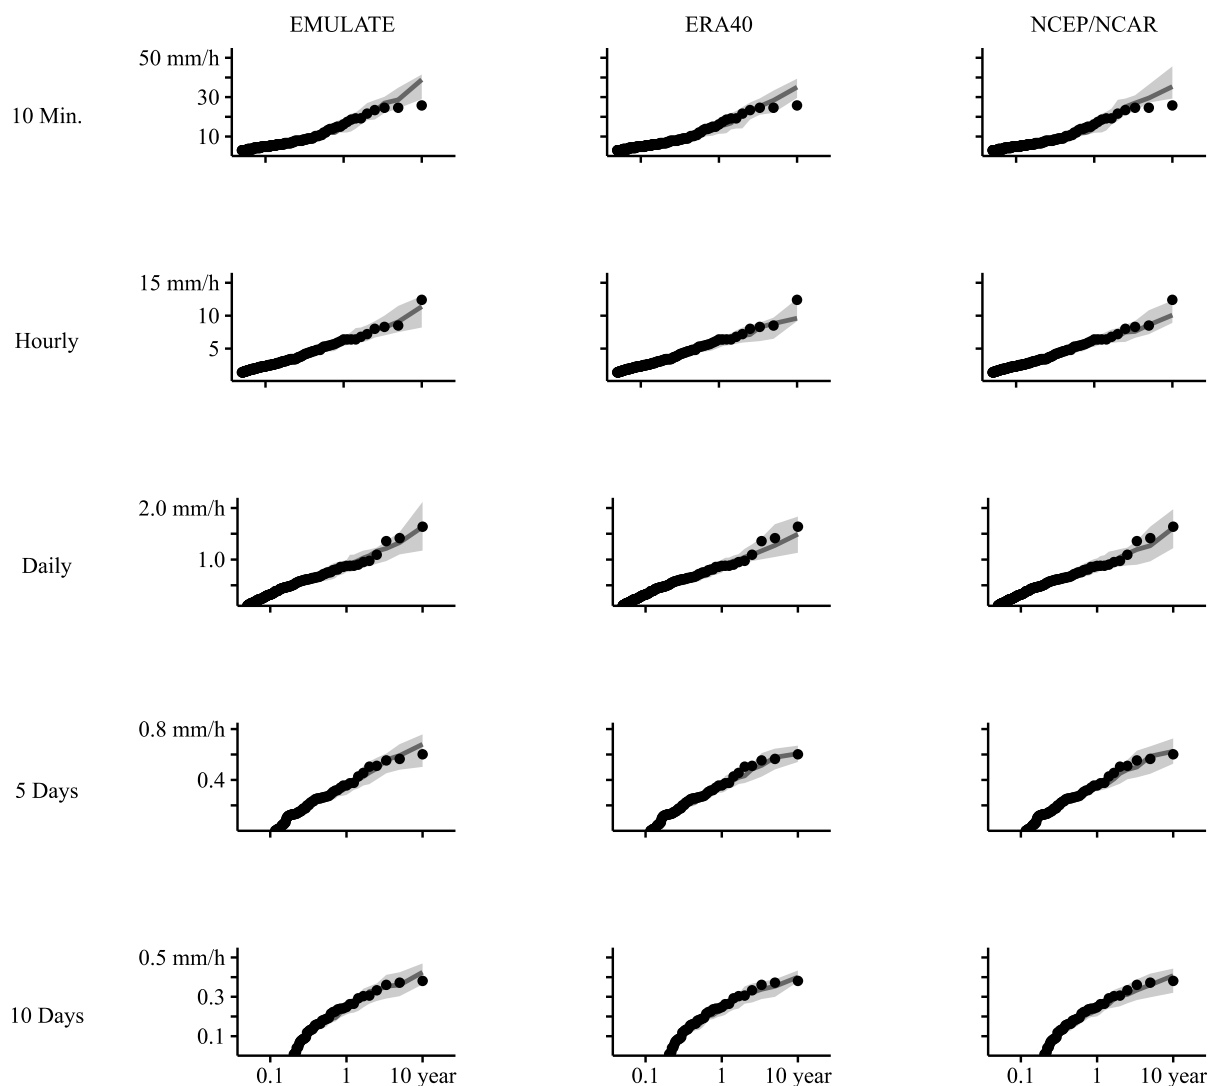 EMULATE ERA40 NCEP/NCAR
10 Min.
50 mm/h
30
10
Hourly
15 mm/h
10
5
Daily
2.0 mm/h
1.0
5 Days
0.8 mm/h
0.4
10 Days
0.5 mm/h
0.3
0.1
0.1 1 10 year 0.1 1 10 year 0.1 1 10 year